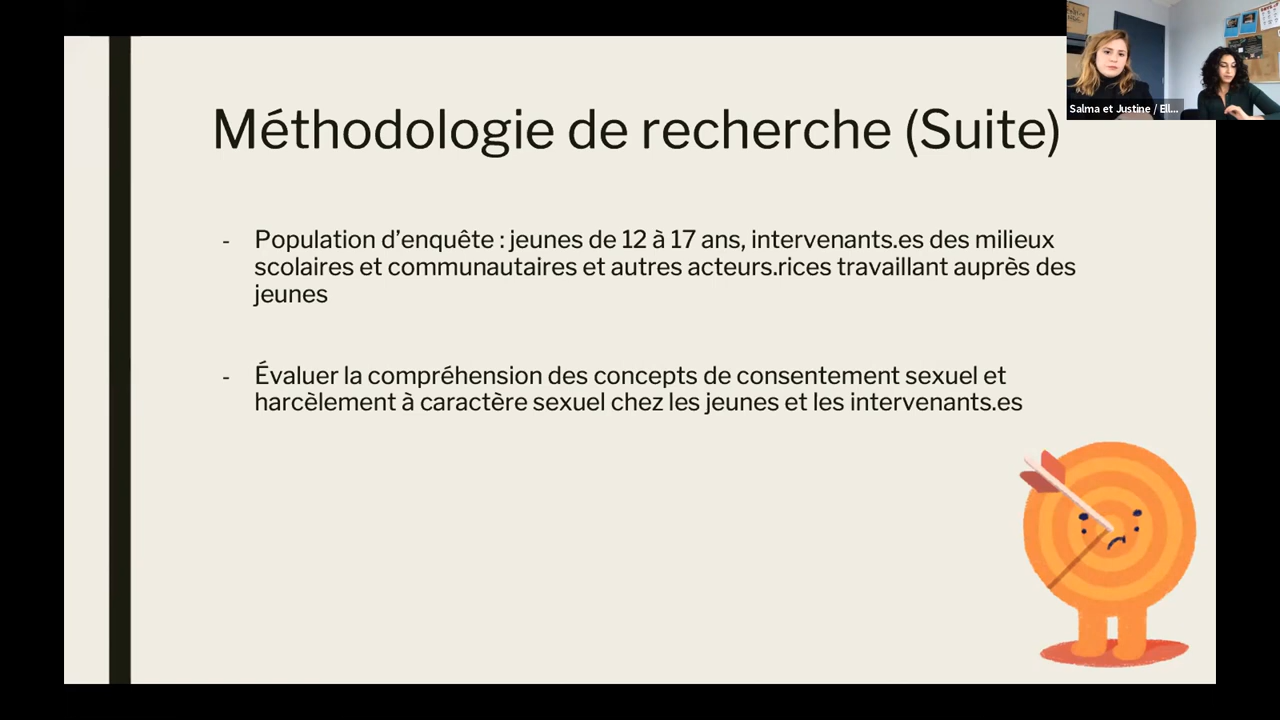 Méthodologie de recherche (Suite)
- Population d’enquête : jeunes de 12 à 17 ans, intervenants.es des milieux
scolaires et communautaires et autres acteurs.rices travaillant auprès des
jeunes
- Évaluer la compréhension des concepts de consentement sexuel et
harcèlement à caractère sexuel chez les jeunes et les intervenants.es
Salma et Justine / Ell...